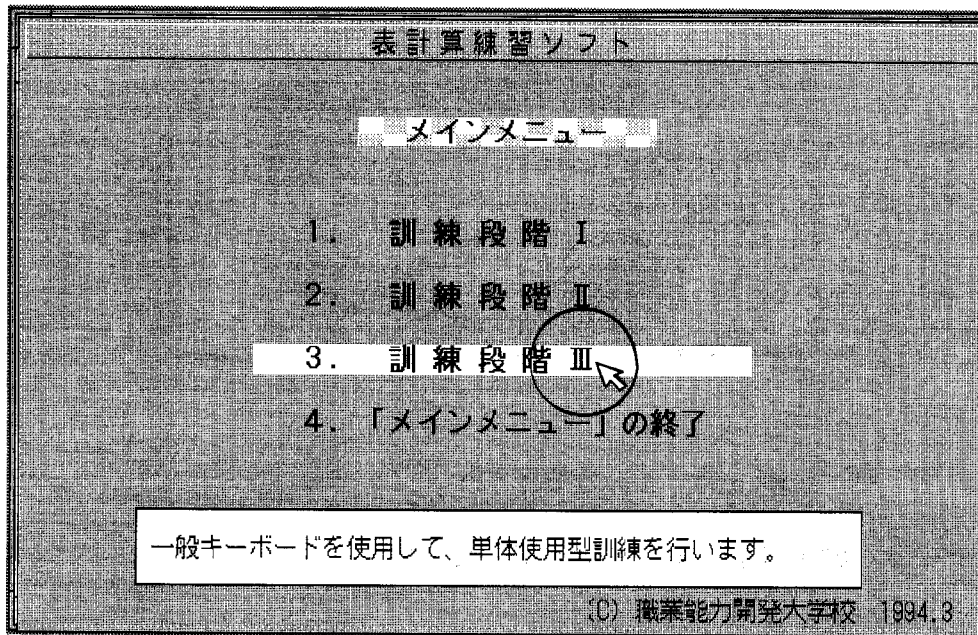 表計算練習ソフト
メインメニュー
1. 訓練段階 Ⅰ
2. 訓練段階 Ⅱ
3. 訓練段階 Ⅲ
4. 「メインメニュー」の終了
一般キーボードを使用して、単体使用型訓練を行います。
(C) 職業能力開発大学校 1994.3